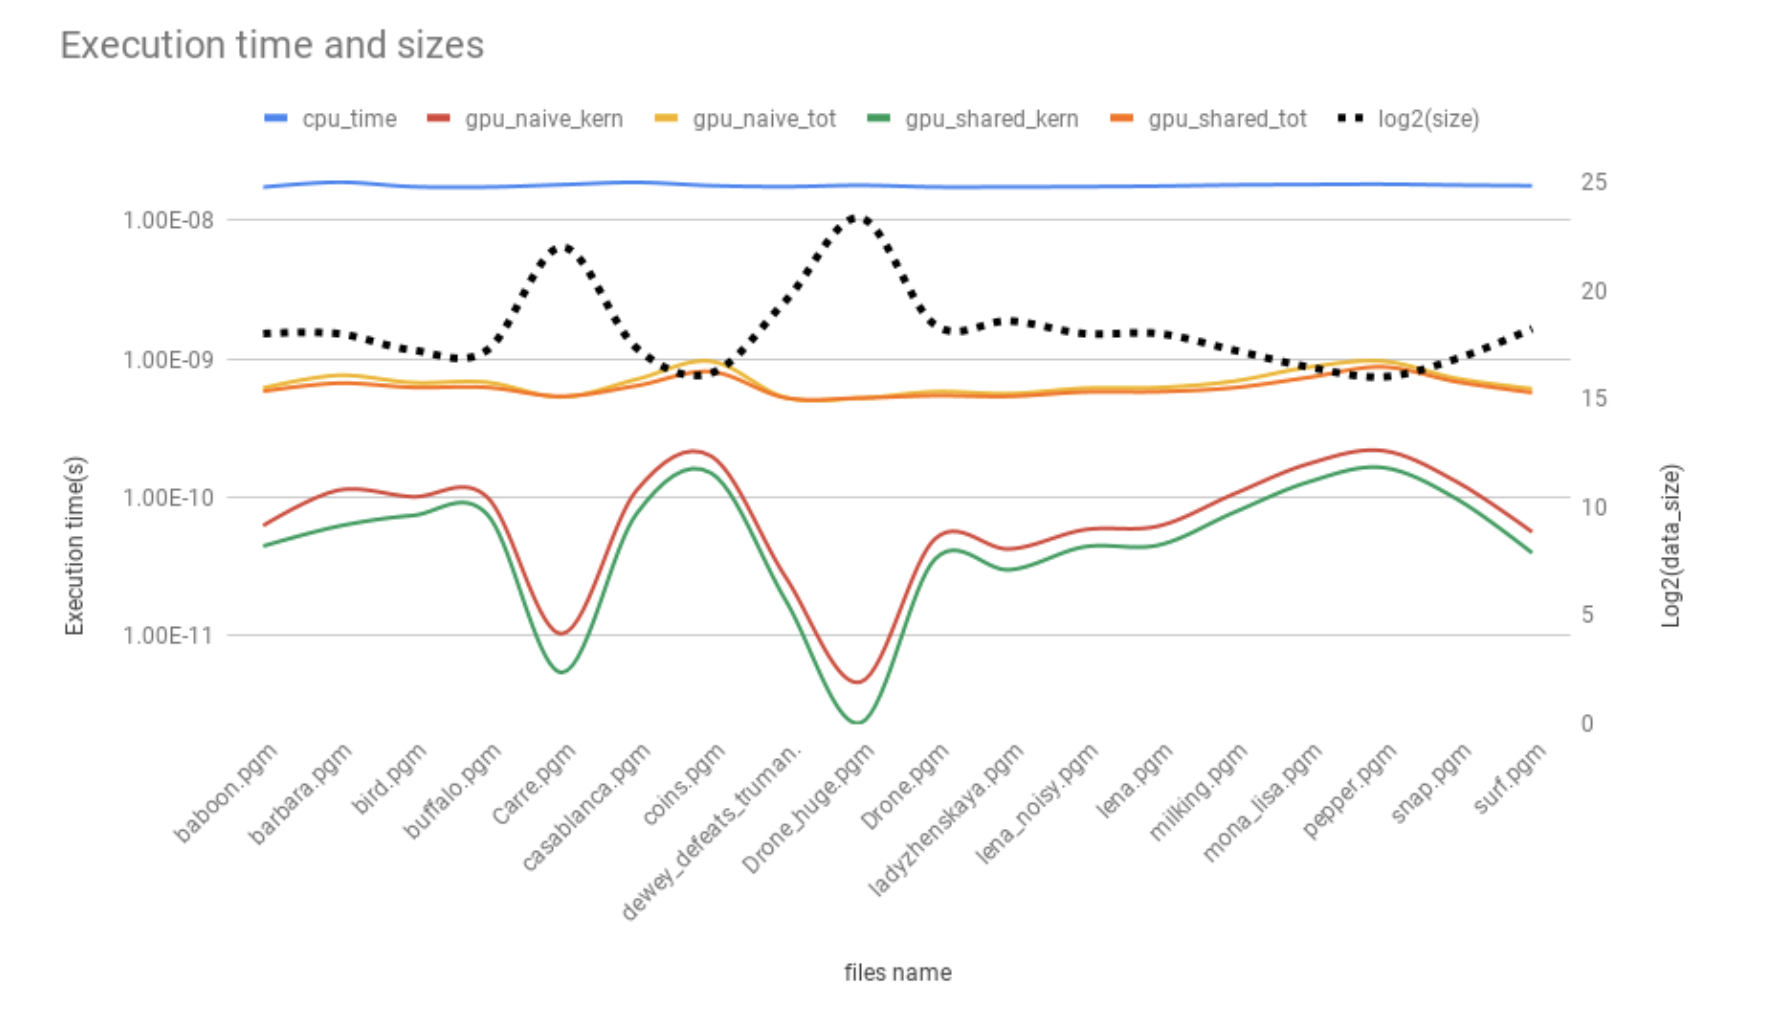 Execution time and sizes
cpu_time gpu_naive_kern gpu_naive_tot gpu_shared_kern gpu_shared_tot log2(size)
25
1.00E-08
20
1.00E-09
15
1.00E-10
10
1.00E-11
5
0
Execution time(s)
Log2(data_size)
baboon.pgm
barbara.pgm
bird.pgm
buffalo.pgm
Carre.pgm
casablanca.pgm
coins.pgm
dewey_defeats_truman.
Drone_huge.pgm
Drone.pgm
ladyzhenskaya.pgm
lena_noisy.pgm
lena.pgm
milking.pgm
mona_lisa.pgm
pepper.pgm
snap.pgm
surf.pgm
files name